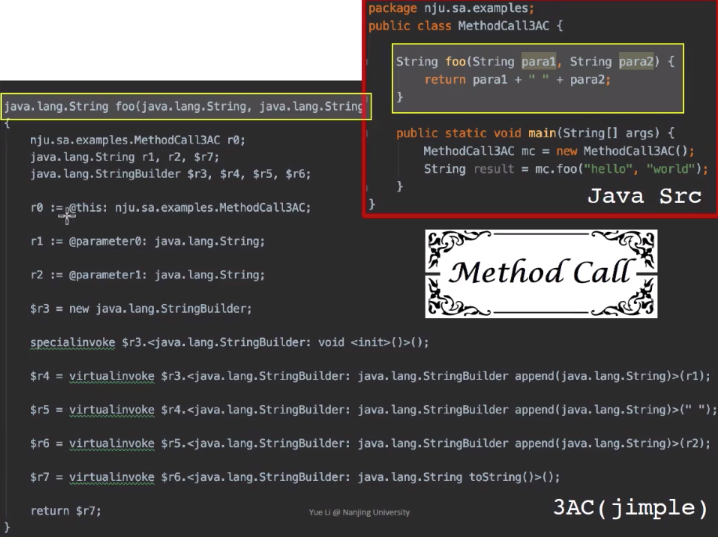 package nju.sa.examples;
public class MethodCall3AC {
String foo(String para1, String para2) {
return para1 + " " + para2;
}
public static void main(String[] args) {
MethodCall3AC mc = new MethodCall3AC();
String result = mc.foo("hello", "world");
}
}
Java Src
Method Call
java.lang.String foo(java.lang.String, java.lang.String
{
nju.sa.examples.MethodCall3AC r0;
java.lang.String r1, r2, $r7;
java.lang.StringBuilder $r3, $r4, $r5, $r6;
r0 := @this: nju.sa.examples.MethodCall3AC;
r1 := @parameter0: java.lang.String;
r2 := @parameter1: java.lang.String;
$r3 = new java.lang.StringBuilder;
specialinvoke $r3.<java.lang.StringBuilder: void <init>()>();
$r4 = virtualinvoke $r3.<java.lang.StringBuilder: java.lang.StringBuilder append(java.lang.String)>(r1);
$r5 = virtualinvoke $r4.<java.lang.StringBuilder: java.lang.StringBuilder append(java.lang.String)>(" ");
$r6 = virtualinvoke $r5.<java.lang.StringBuilder: java.lang.StringBuilder append(java.lang.String)>(r2);
$r7 = virtualinvoke $r6.<java.lang.StringBuilder: java.lang.String toString()>();
return $r7;
}
Yue Li @ Nanjing University
3AC(jimple)